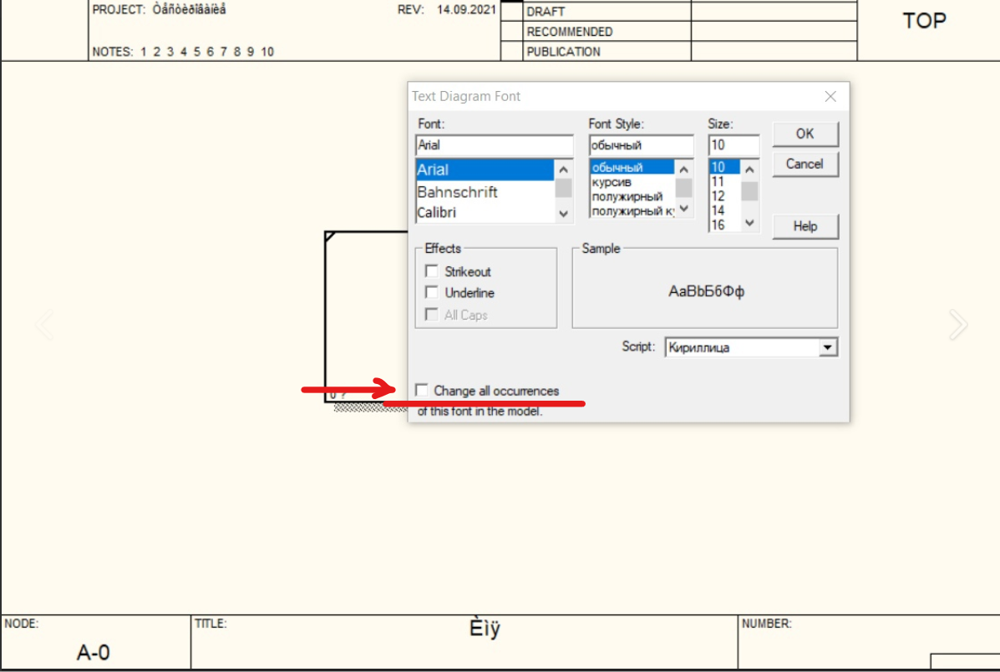 PROJECT: Òåñòèðîâàíèå REV: 14.09.2021 DRAFT
TOP
RECOMMENDED
NOTES: 1 2 3 4 5 6 7 8 9 10 PUBLICATION
Text Diagram Font
Font: Font Style: Size:
Arial обычный 10 OK
Arial обычный 10 Cancel
Bahnschrift курсив 11
Calibri полужирный 12
полужирный к 14
16 Help
Effects Sample
Strikeout
Underline AaBbБбФф
All Caps
Script: Кириллица
Change all occurrences
of this font in the model.
0 ?
NODE: TITLE: Èìÿ NUMBER:
A-0